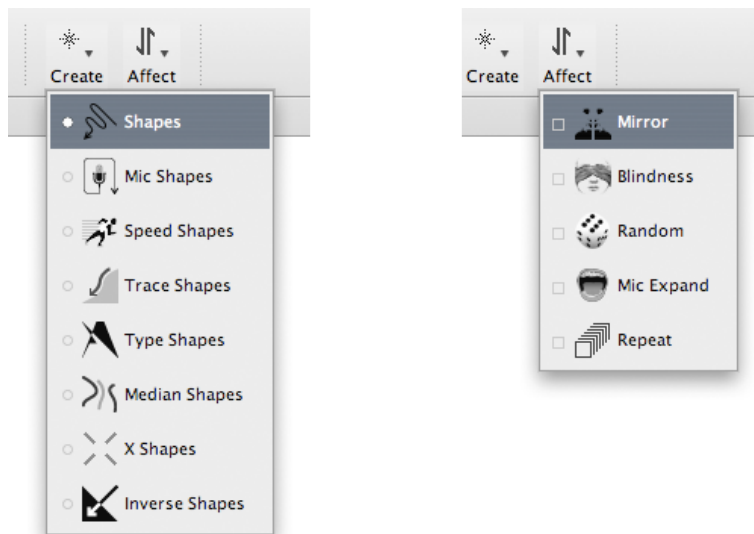 Create Affect
Shapes
Mic Shapes
Speed Shapes
Trace Shapes
Type Shapes
Median Shapes
X Shapes
Inverse Shapes
Create Affect
Mirror
Blindness
Random
Mic Expand
Repeat